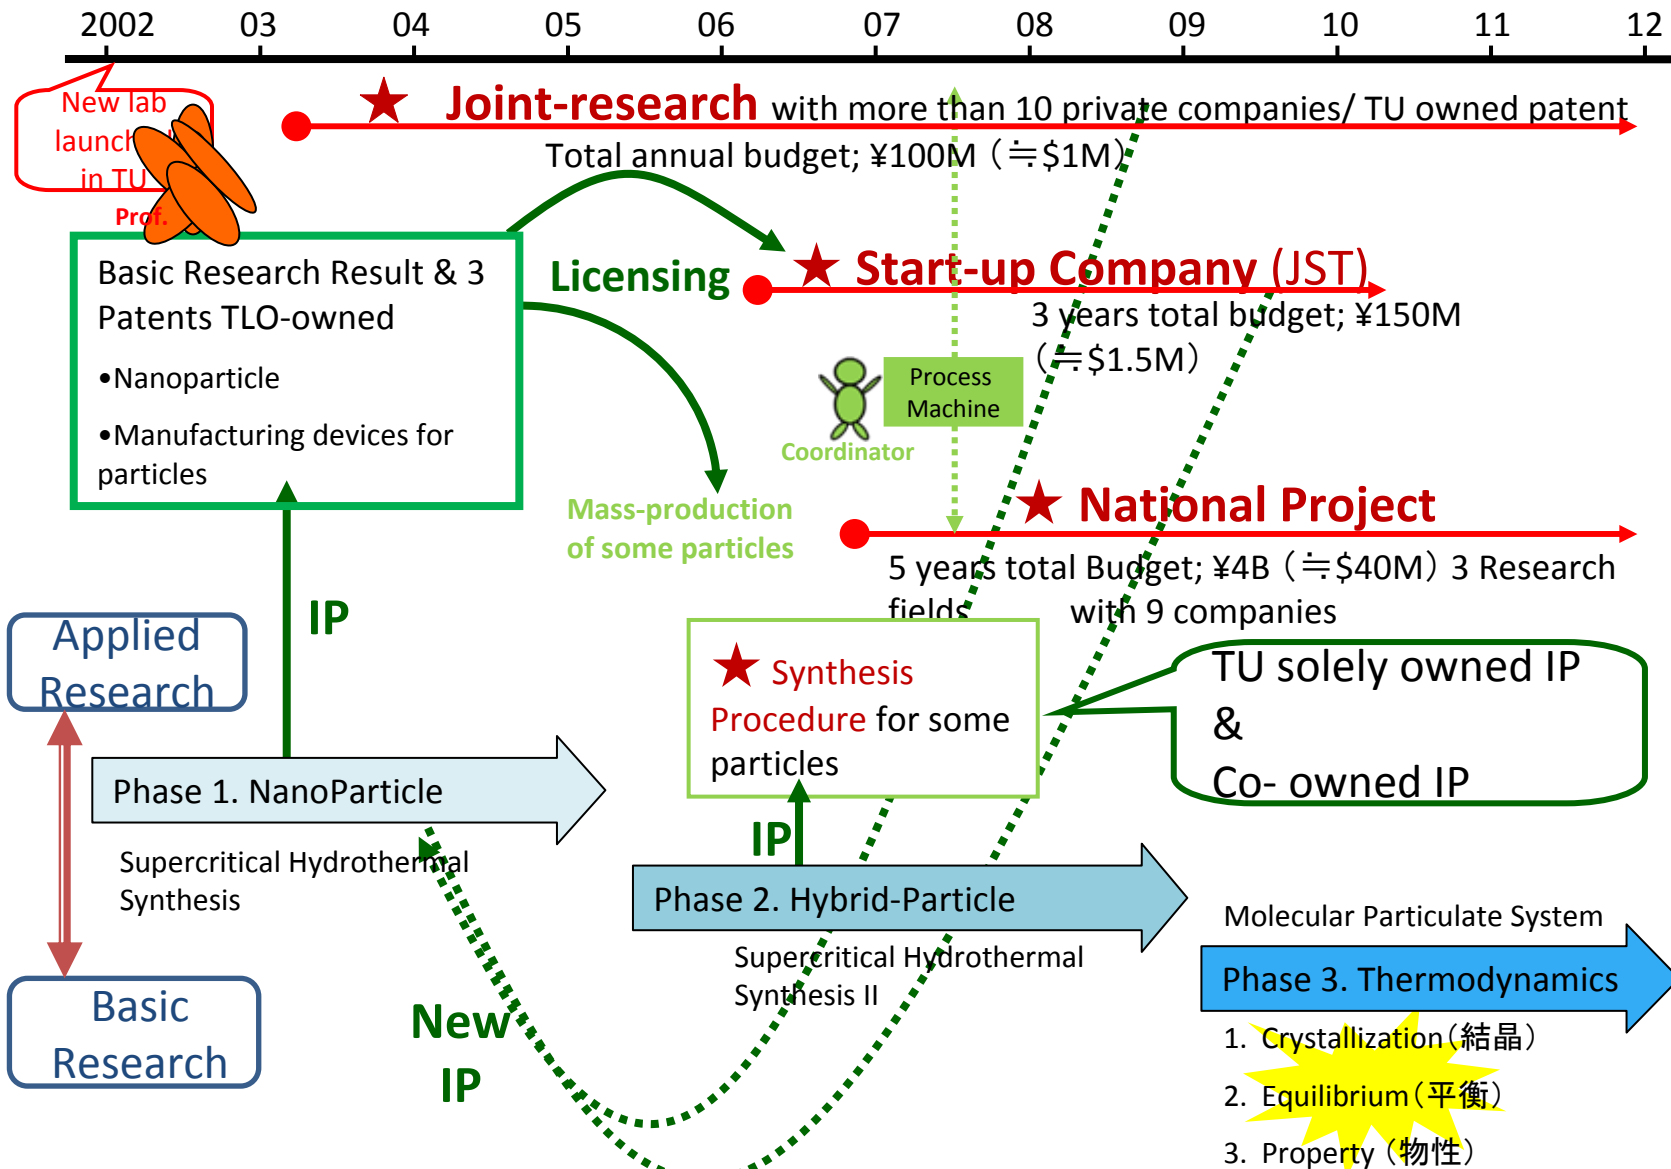 2002 03 04 05 06 07 08 09 10 11 12
New lab
launch
in TU
Prof.
Joint-research with more than 10 private companies/ TU owned patent
Total annual budget; ¥100M（≒$1M）
Basic Research Result & 3
Patents TLO-owned
•Nanoparticle
•Manufacturing devices for
particles
Licensing
Start-up Company (JST)
3 years total budget; ¥150M
（≒$1.5M）
Process
Machine
Coordinator
Mass-production
of some particles
National Project
5 years total Budget; ¥4B（≒$40M）3 Research
fields with 9 companies
IP
Applied
Research
Synthesis
Procedure for some
particles
TU solely owned IP
&
Co- owned IP
Phase 1. NanoParticle
Supercritical Hydrothermal
Synthesis
IP
Phase 2. Hybrid-Particle
Supercritical Hydrothermal
Synthesis II
Molecular Particulate System
Phase 3. Thermodynamics
Basic
Research
New
IP
1. Crystallization（結晶）
2. Equilibrium（平衡）
3. Property（物性）